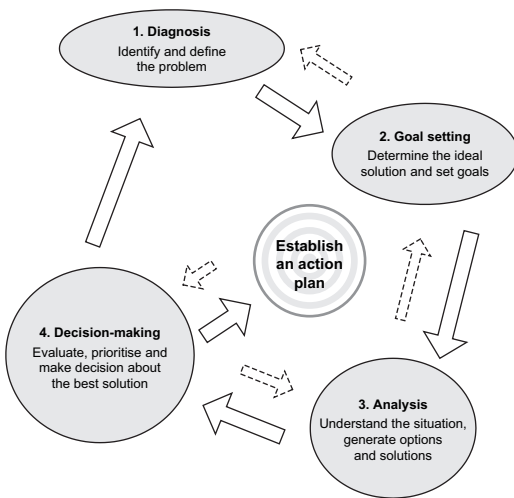 1. Diagnosis
Identify and define
the problem
2. Goal setting
Determine the ideal
solution and set goals
Establish
an action
plan
4. Decision-making
Evaluate, prioritise and
make decision about
the best solution
3. Analysis
Understand the situation,
generate options
and solutions